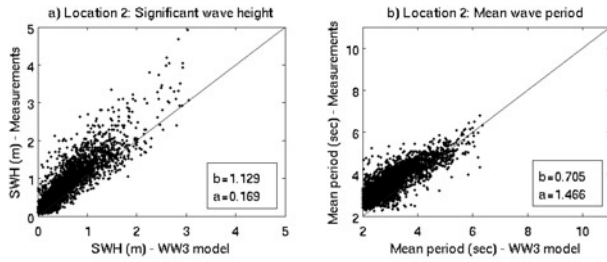 a) Location 2: Significant wave height
5
4
3
2
1
0
0 1 2 3 4 5
SWH (m) - Measurements
SWH (m) - WW3 model
b=1.129
a=0.169
b) Location 2: Mean wave period
10
8
6
4
2
2 4 6 8 10
Mean period (sec) - Measurements
Mean period (sec) - WW3 model
b=0.705
a=1.466